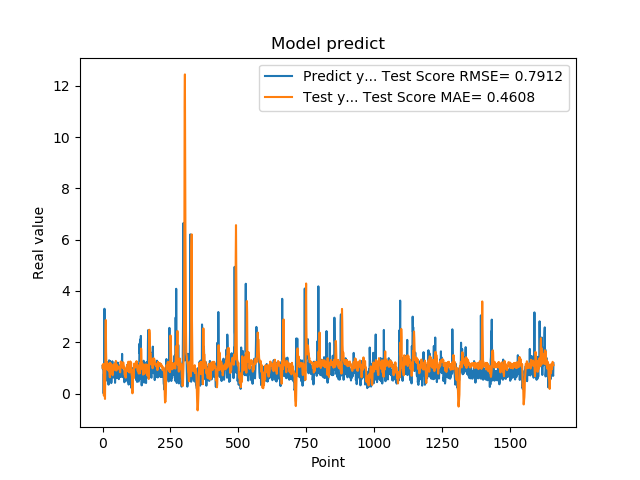 Model predict
Predict y... Test Score RMSE= 0.7912
Test y... Test Score MAE= 0.4608
Real value
12
10
8
6
4
2
0
0 250 500 750 1000 1250 1500
Point